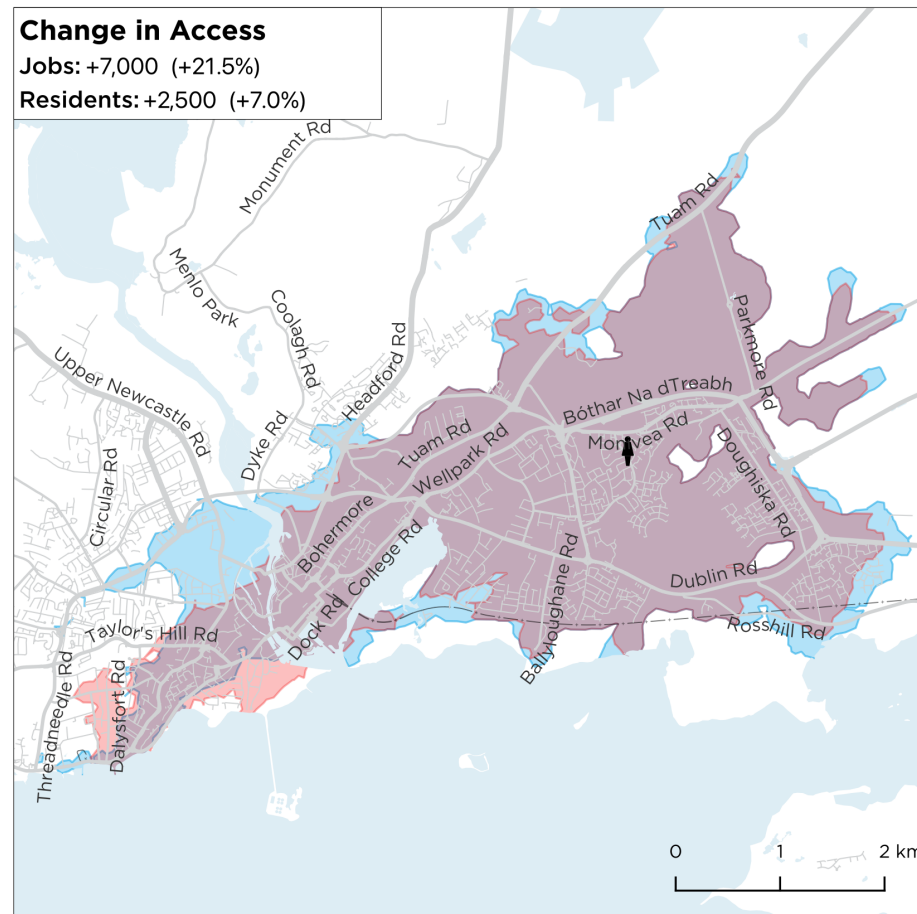 Change in Access
Jobs: +7,000 (+21.5%)
Residents: +2,500 (+7.0%)
Monument Rd
Tuam Rd
Menlo Park
Coolagh Rd
Parkmore Rd
Headford Rd
Upper Newcastle Rd
Bóthar Na dTreabh
Dyke Rd
Tuam Rd
Monivea Rd
Wellpark Rd
Doughiska Rd
Circular Rd
Bohermore
College Rd
Dublin Rd
Ballyloughane Rd
Dock Rd
Rosshill Rd
Taylor's Hill Rd
Threadneedle Rd
Dalysfort Rd
0 1 2 km